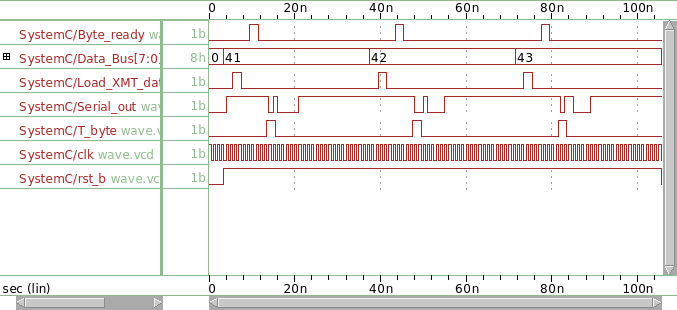 0 20n 40n 60n 80n 100n
SystemC/Byte_ready wa 1b
SystemC/Data_Bus[7:0] 8h 0 41 42 43
SystemC/Load_XMT_dat 1b
SystemC/Serial_out wav 1b
SystemC/T_byte wave.v 1b
SystemC/clk wave.vcd 1b
SystemC/rst_b wave.vc 1b
sec (lin) 0 20n 40n 60n 80n 100n